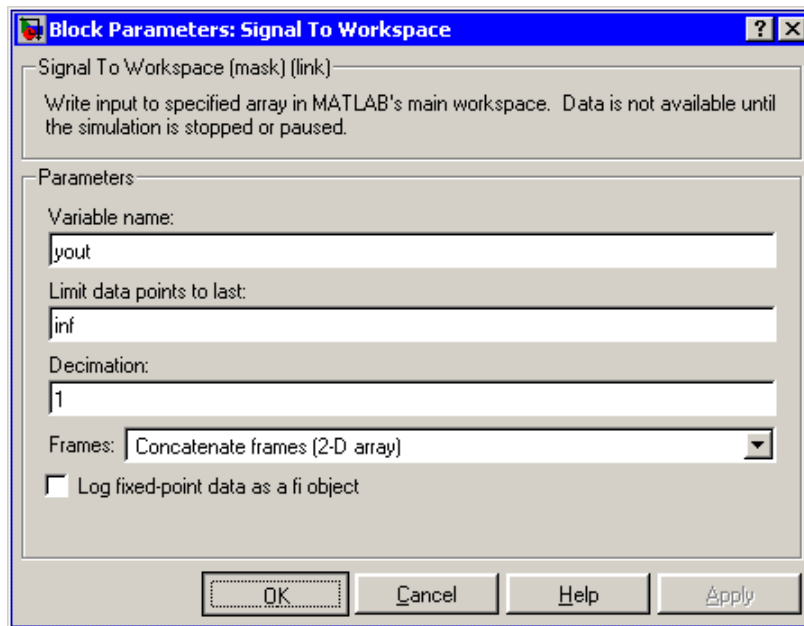 Block Parameters: Signal To Workspace
Signal To Workspace (mask) (link)
Write input to specified array in MATLAB's main workspace. Data is not available until
the simulation is stopped or paused.
Parameters
Variable name:
yout
Limit data points to last:
inf
Decimation:
1
Frames: Concatenate frames (2-D array)
Log fixed-point data as a fi object
OK Cancel Help Apply